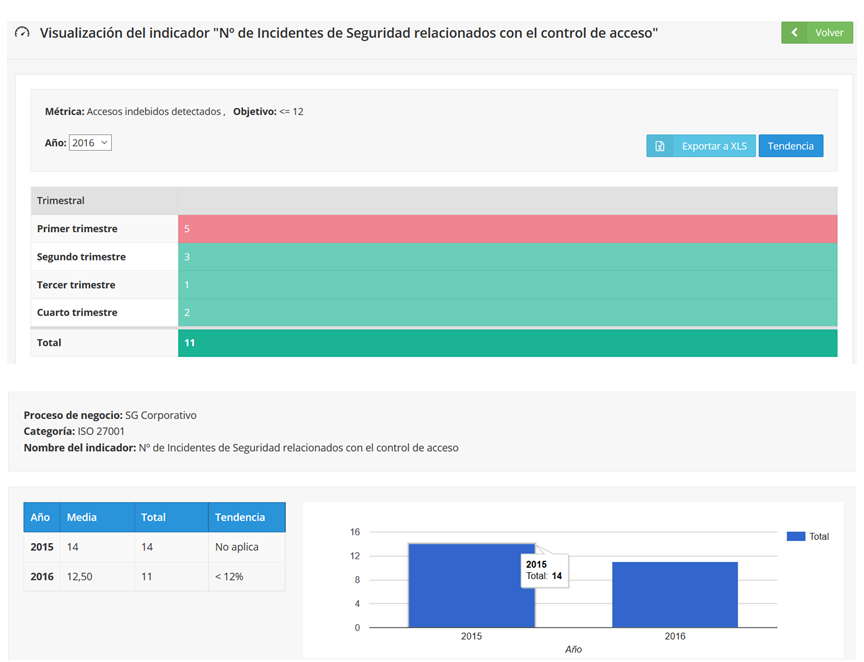 Visualización del indicador "Nº de Incidentes de Seguridad relacionados con el control de acceso"
Volver
Métrica: Accesos indebidos detectados , Objetivo: <= 12
Año: 2016
Exportar a XLS
Tendencia
Trimestral
Primer trimestre 5
Segundo trimestre 3
Tercer trimestre 1
Cuarto trimestre 2
Total 11
Proceso de negocio: SG Corporativo
Categoría: ISO 27001
Nombre del indicador: Nº de Incidentes de Seguridad relacionados con el control de acceso
Año Media Total Tendencia
2015 14 14 No aplica
2016 12,50 11 < 12%
16
12
8
4
0
2015
Total: 14
Total
2015 2016
Año